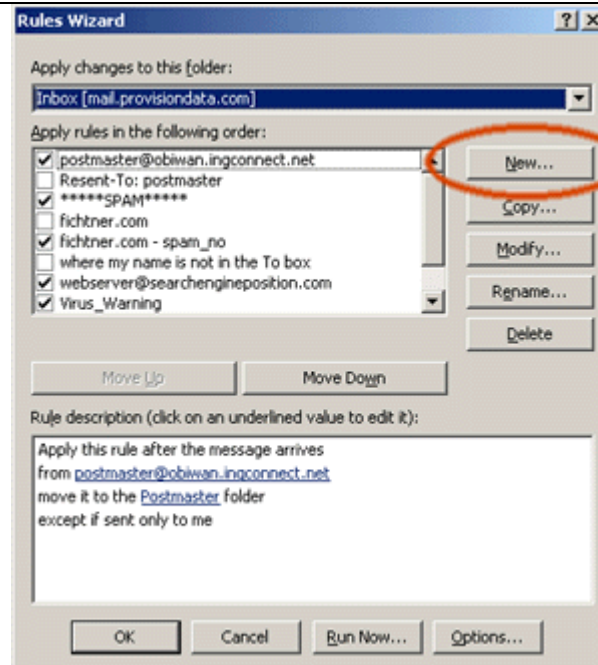 Rules Wizard
Apply changes to this folder:
Inbox [mail.provisiondata.com]
Apply rules in the following order:
postmaster@obiwan.ingconnect.net
Resent-To: postmaster
*****SPAM*****
fichtner.com
fichtner.com - spam_no
where my name is not in the To box
webserver@searchengineposition.com
Virus_Warning
New...
Copy...
Modify...
Rename...
Delete
Move Up
Move Down
Rule description (click on an underlined value to edit it):
Apply this rule after the message arrives
from postmaster@obiwan.ingconnect.net
move it to the Postmaster folder
except if sent only to me
OK
Cancel
Run Now...
Options...